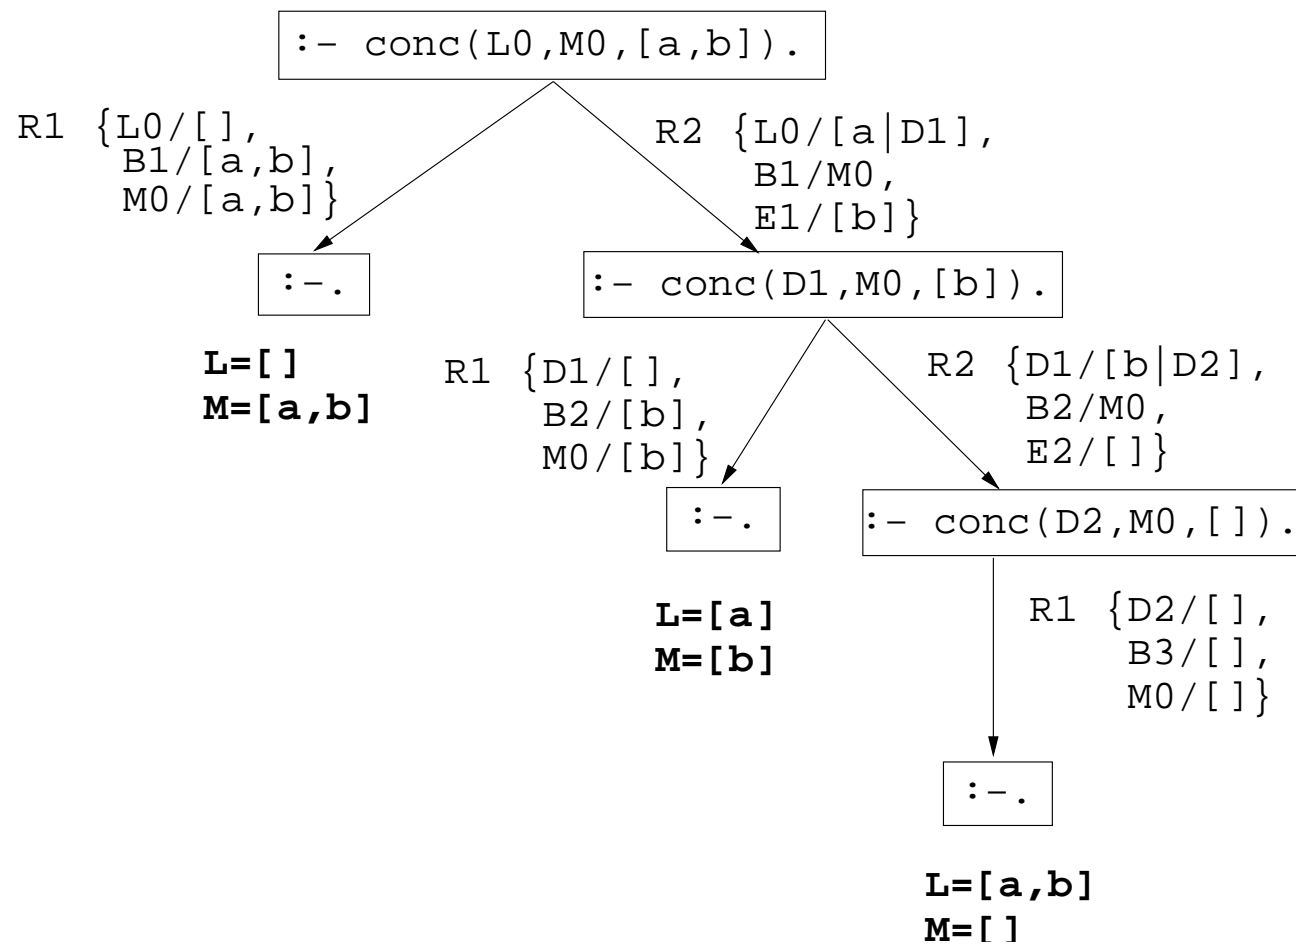 :- conc(L0,M0,[a,b]).
R1 {L0/[],
B1/[a,b],
M0/[a,b]}
R2 {L0/[a|D1],
B1/M0,
E1/[b]}
:-.
:- conc(D1,M0,[b]).
L=[]
M=[a,b]
R1 {D1/[],
B2/[b],
M0/[b]}
R2 {D1/[b|D2],
B2/M0,
E2/[]}
:-.
:- conc(D2,M0,[]).
L=[a]
M=[b]
R1 {D2/[],
B3/[],
M0/[]}
:-.
L=[a,b]
M=[]